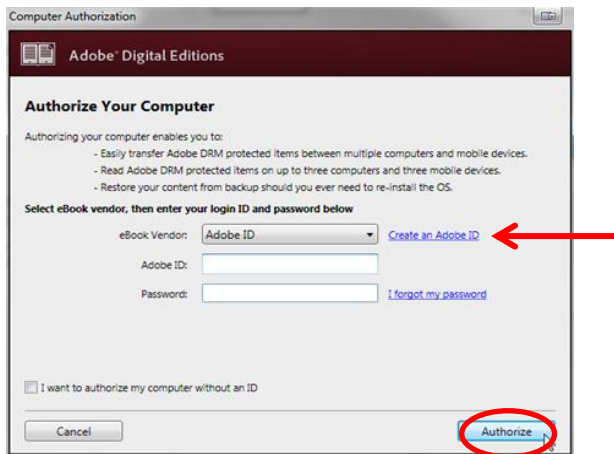 Computer Authorization
Adobe® Digital Editions
Authorize Your Computer
Authorizing your computer enables you to:
- Easily transfer Adobe DRM protected items between multiple computers and mobile devices.
- Read Adobe DRM protected items on up to three computers and three mobile devices.
- Restore your content from backup should you ever need to re-install the OS.
Select eBook vendor, then enter your login ID and password below
eBook Vendor: Adobe ID Create an Adobe ID
Adobe ID:
Password: I forgot my password
I want to authorize my computer without an ID
Cancel Authorize